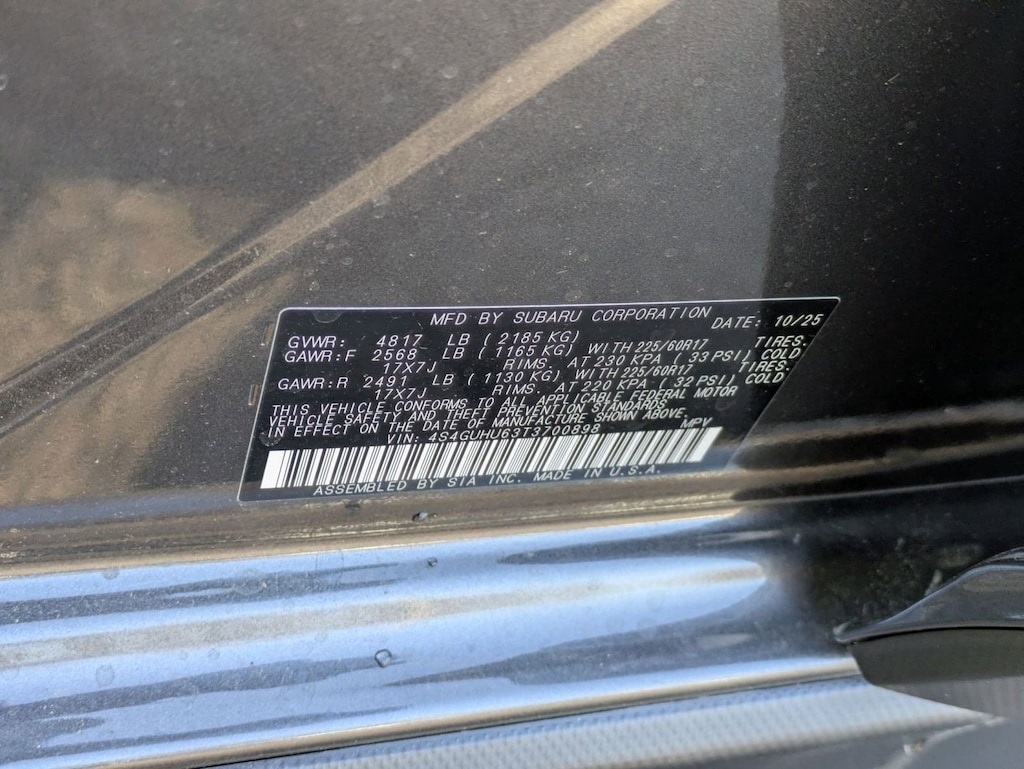 MFD BY SUBARU CORPORATION DATE: 10/25
GVWR: 4817 LB ( 2185 KG)
GAWR:F 2568 LB ( 1165 KG) WITH 225/60R17 TIRES.
17X7J RIMS. AT 230 KPA ( 33 PSI) COLD
GAWR:R 2491 LB ( 1130 KG) WITH 225/60R17 TIRES.
17X7J RIMS. AT 220 KPA ( 32 PSI) COLD
THIS VEHICLE CONFORMS TO ALL APPLICABLE FEDERAL MOTOR
VEHICLE SAFETY AND THEFT PREVENTION STANDARDS
IN EFFECT ON THE DATE OF MANUFACTURE SHOWN ABOVE.
VIN: 4S4GUHU63T3700898 MPV
ASSEMBLED BY SIA INC. MADE IN U.S.A.